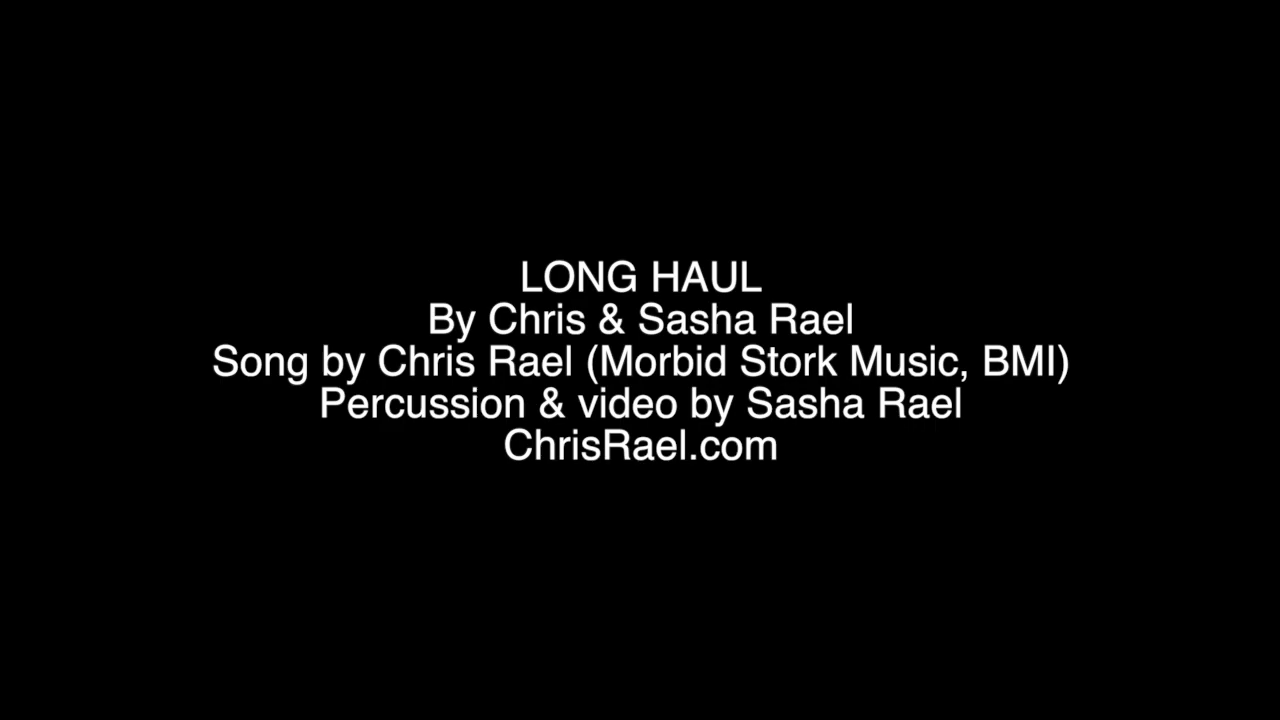 LONG HAUL
By Chris & Sasha Rael
Song by Chris Rael (Morbid Stork Music, BMI)
Percussion & video by Sasha Rael
ChrisRael.com